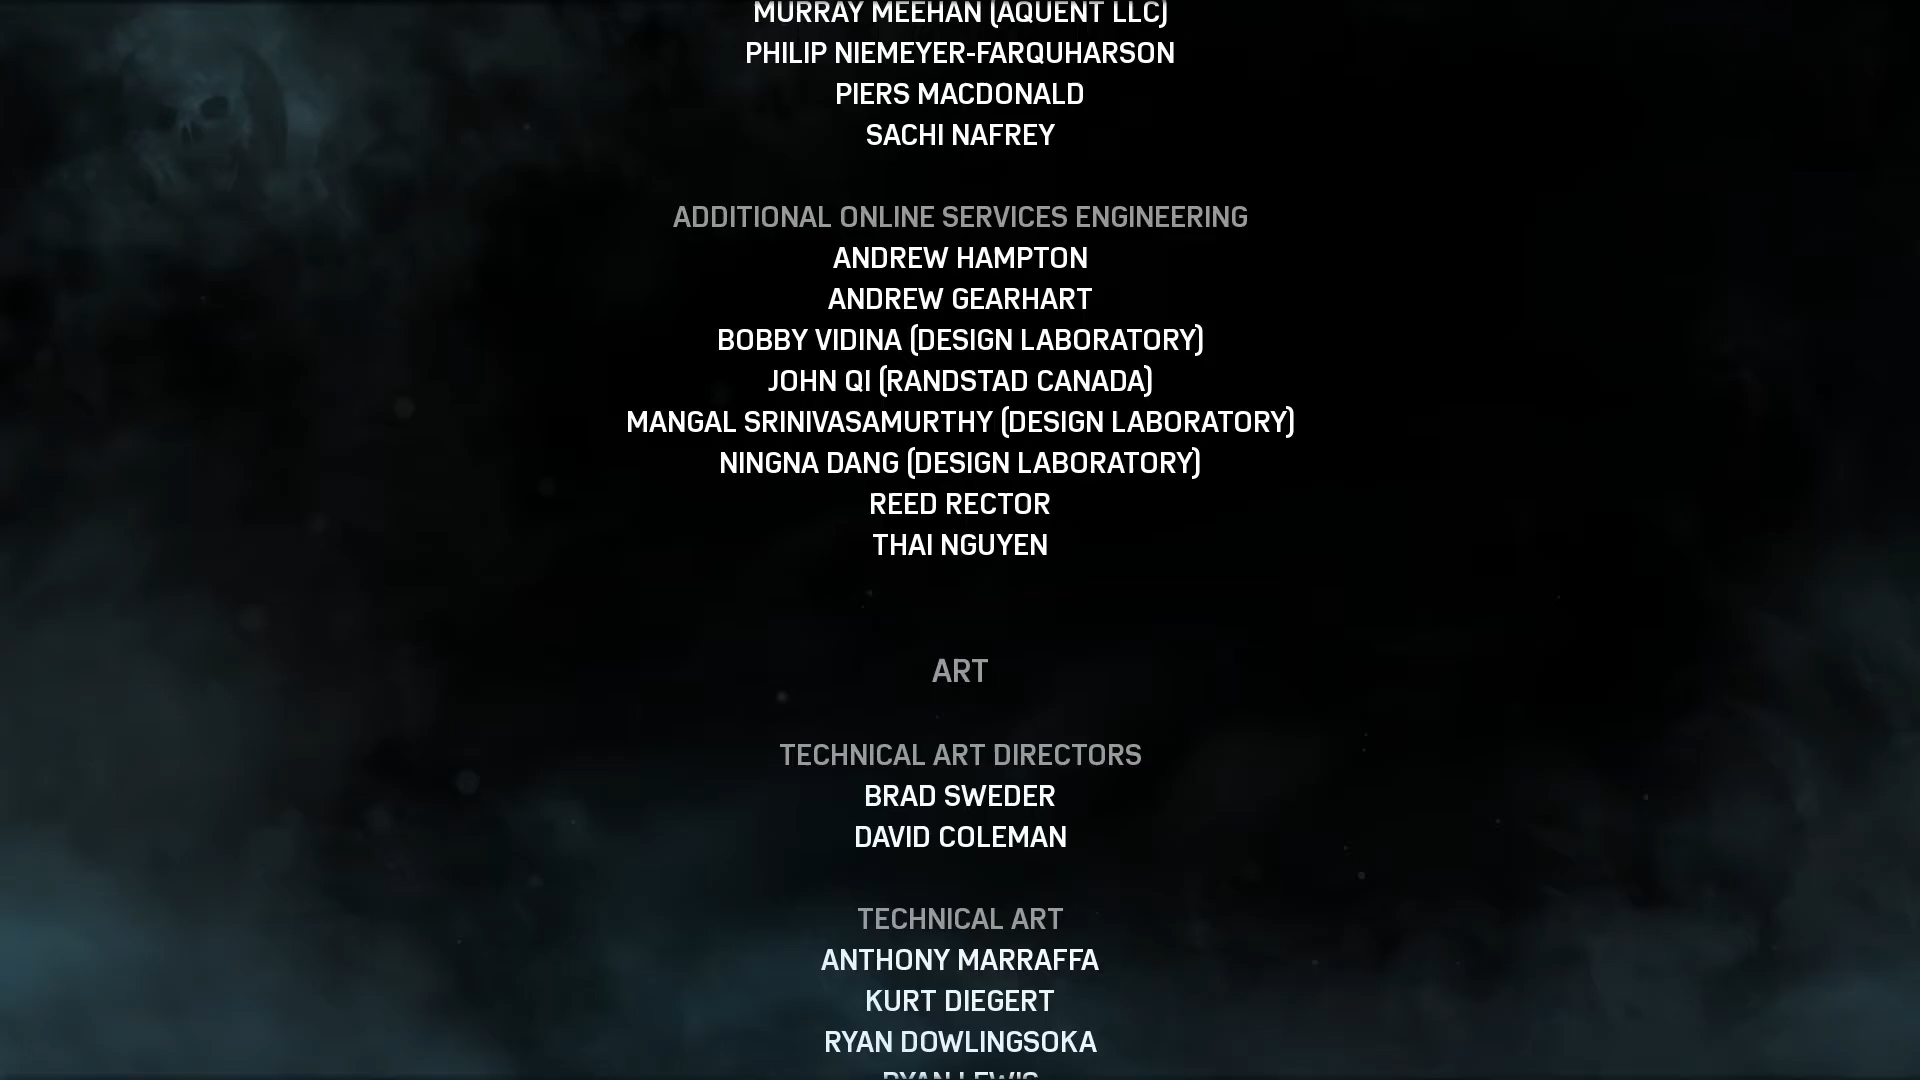 MURRAY MEEHAN (AQUENT LLC)
PHILIP NIEMEYER-FARQUHARSON
PIERS MACDONALD
SACHI NAFREY
ADDITIONAL ONLINE SERVICES ENGINEERING
ANDREW HAMPTON
ANDREW GEARHART
BOBBY VIDINA (DESIGN LABORATORY)
JOHN QI (RANDSTAD CANADA)
MANGAL SRINIVASAMURTHY (DESIGN LABORATORY)
NINGNA DANG (DESIGN LABORATORY)
REED RECTOR
THAI NGUYEN
ART
TECHNICAL ART DIRECTORS
BRAD SWEDER
DAVID COLEMAN
TECHNICAL ART
ANTHONY MARRAFFA
KURT DIEGERT
RYAN DOWLINGSOKA
RYAN LEWIS